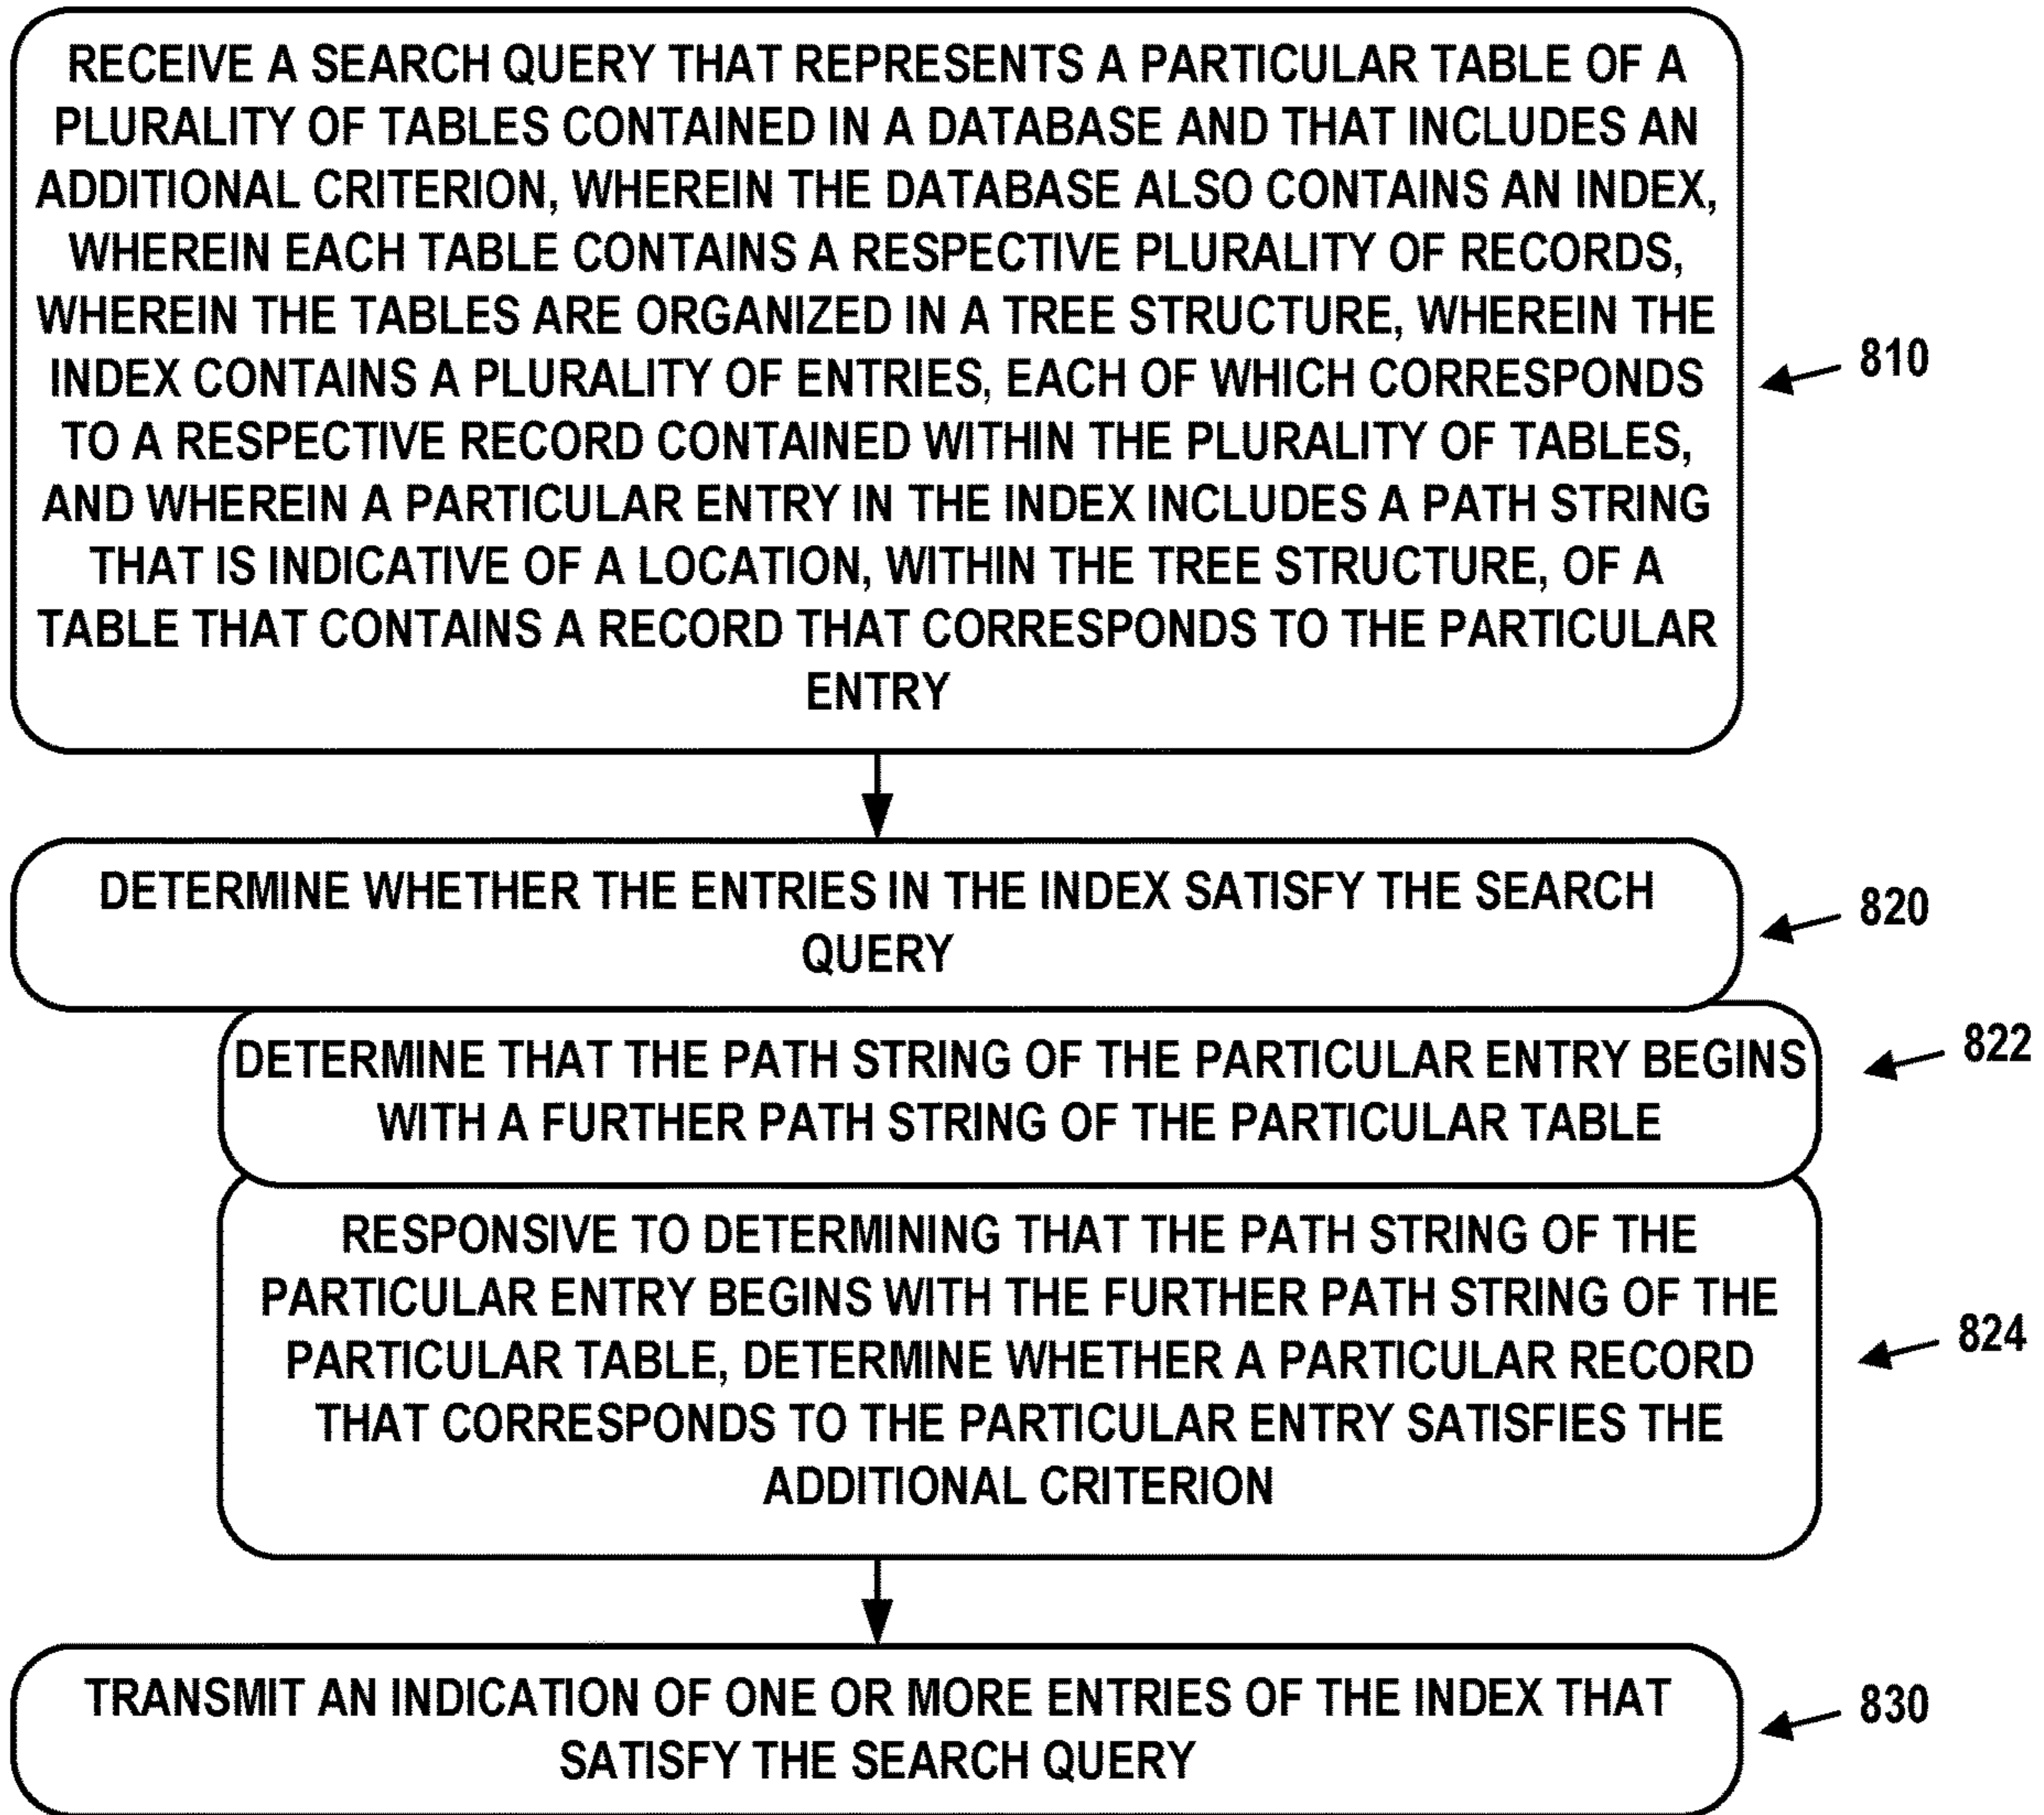 RECEIVE A SEARCH QUERY THAT REPRESENTS A PARTICULAR TABLE OF A
PLURALITY OF TABLES CONTAINED IN A DATABASE AND THAT INCLUDES AN
ADDITIONAL CRITERION, WHEREIN THE DATABASE ALSO CONTAINS AN INDEX,
WHEREIN EACH TABLE CONTAINS A RESPECTIVE PLURALITY OF RECORDS,
WHEREIN THE TABLES ARE ORGANIZED IN A TREE STRUCTURE, WHEREIN THE
INDEX CONTAINS A PLURALITY OF ENTRIES, EACH OF WHICH CORRESPONDS
TO A RESPECTIVE RECORD CONTAINED WITHIN THE PLURALITY OF TABLES,
AND WHEREIN A PARTICULAR ENTRY IN THE INDEX INCLUDES A PATH STRING
THAT IS INDICATIVE OF A LOCATION, WITHIN THE TREE STRUCTURE, OF A
TABLE THAT CONTAINS A RECORD THAT CORRESPONDS TO THE PARTICULAR
ENTRY
810
DETERMINE WHETHER THE ENTRIES IN THE INDEX SATISFY THE SEARCH
QUERY
820
DETERMINE THAT THE PATH STRING OF THE PARTICULAR ENTRY BEGINS
WITH A FURTHER PATH STRING OF THE PARTICULAR TABLE
822
RESPONSIVE TO DETERMINING THAT THE PATH STRING OF THE
PARTICULAR ENTRY BEGINS WITH THE FURTHER PATH STRING OF THE
PARTICULAR TABLE, DETERMINE WHETHER A PARTICULAR RECORD
THAT CORRESPONDS TO THE PARTICULAR ENTRY SATISFIES THE
ADDITIONAL CRITERION
824
TRANSMIT AN INDICATION OF ONE OR MORE ENTRIES OF THE INDEX THAT
SATISFY THE SEARCH QUERY
830